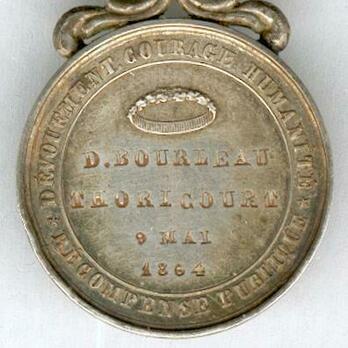 DÉVOUEMENT COURAGE HUMANITÉ
D. BOURLEAU
THORICOURT
9 MAI
1864
RÉCOMPENSE PUBLIQUE